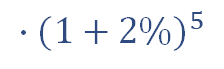 · (1 + 2%)⁵